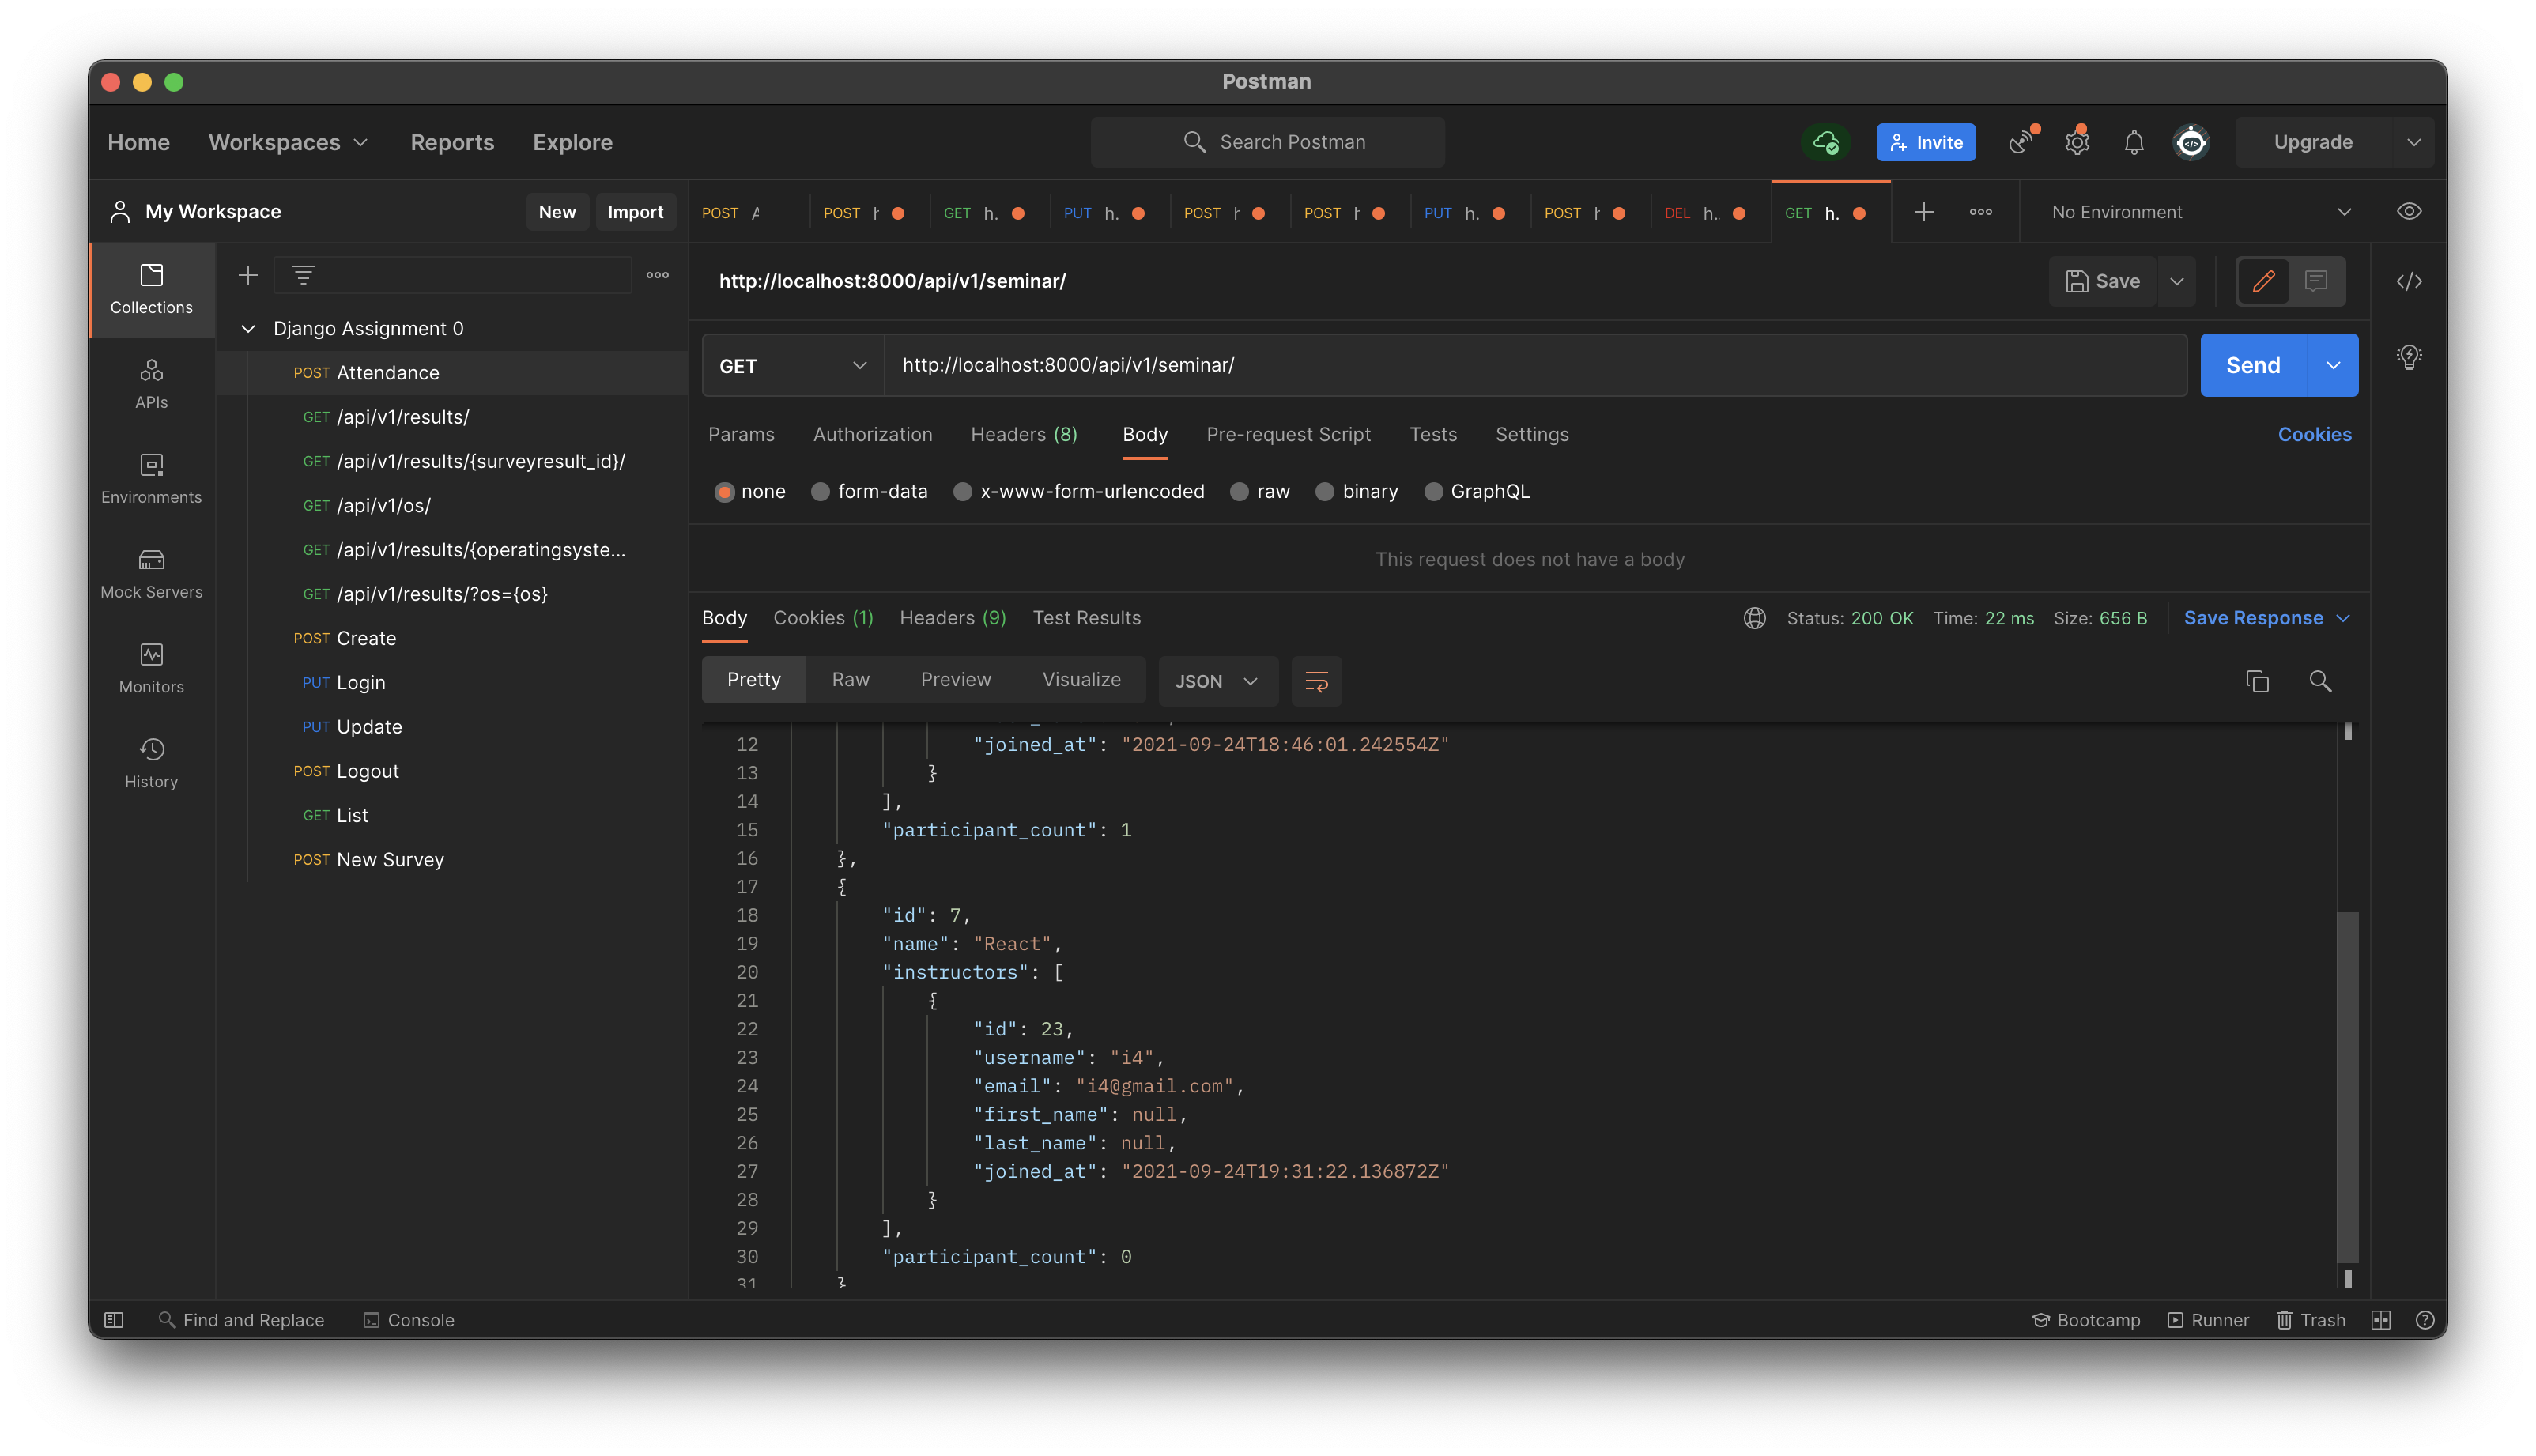 Postman
Home Workspaces Reports Explore Search Postman Invite Upgrade
My Workspace New Import
POST POST GET h. PUT h. POST POST PUT h. POST DEL h. GET h. No Environment
Collections
APIs
Environments
Mock Servers
Monitors
History
Django Assignment 0
POST Attendance
GET /api/v1/results/
GET /api/v1/results/{surveyresult_id}/
GET /api/v1/os/
GET /api/v1/results/{operatingsyste...
GET /api/v1/results/?os={os}
POST Create
PUT Login
PUT Update
POST Logout
GET List
POST New Survey
http://localhost:8000/api/v1/seminar/ Save
GET http://localhost:8000/api/v1/seminar/ Send
Params Authorization Headers (8) Body Pre-request Script Tests Settings Cookies
none form-data x-www-form-urlencoded raw binary GraphQL
This request does not have a body
Body Cookies (1) Headers (9) Test Results Status: 200 OK Time: 22 ms Size: 656 B Save Response
Pretty Raw Preview Visualize JSON
12 "joined_at": "2021-09-24T18:46:01.242554Z"
13 }
14 ],
15 "participant_count": 1
16 },
17 {
18 "id": 7,
19 "name": "React",
20 "instructors": [
21 {
22 "id": 23,
23 "username": "i4",
24 "email": "i4@gmail.com",
25 "first_name": null,
26 "last_name": null,
27 "joined_at": "2021-09-24T19:31:22.136872Z"
28 }
29 ],
30 "participant_count": 0
31 }
Find and Replace Console Bootcamp Runner Trash